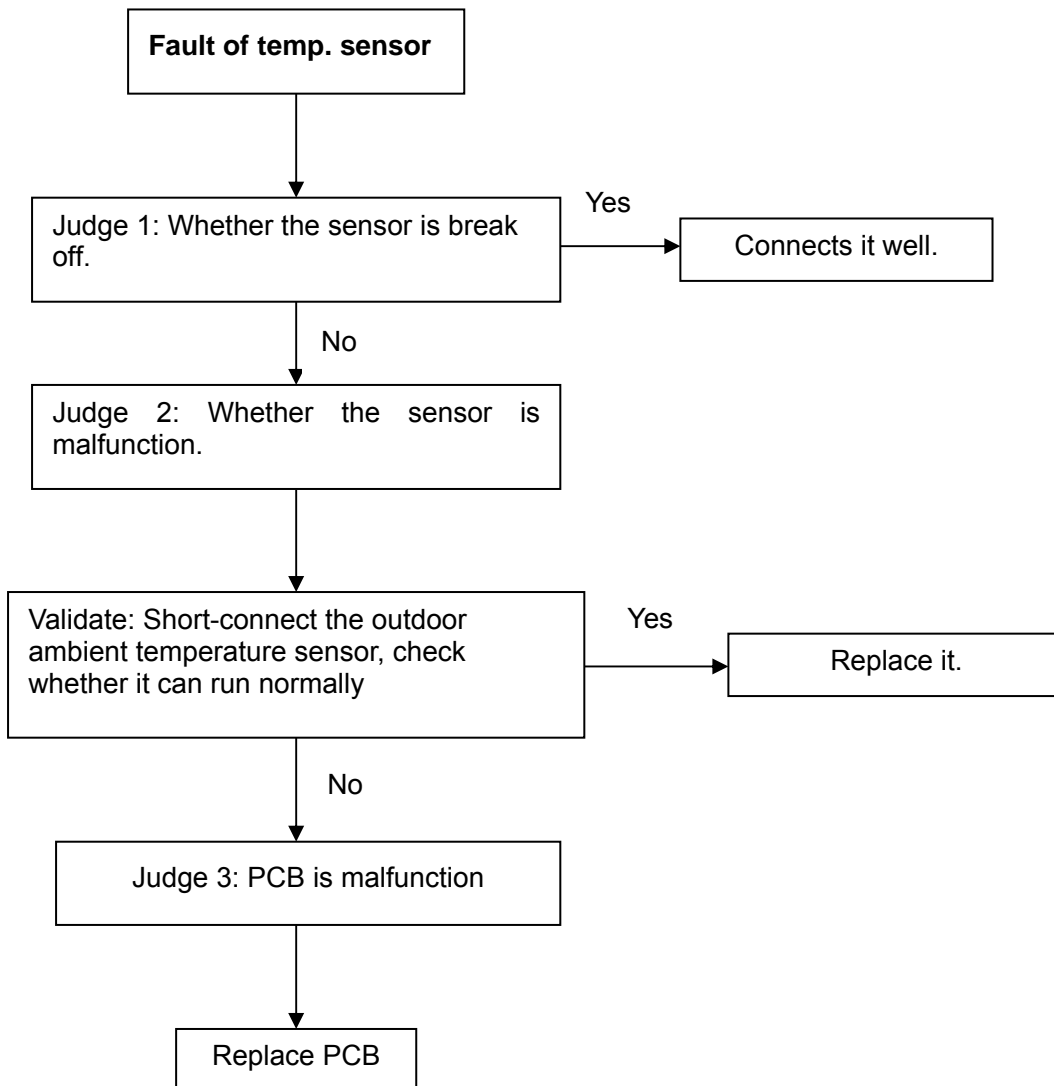 Fault of temp. sensor
Judge 1: Whether the sensor is break
off.
Yes
Connects it well.
No
Judge 2: Whether the sensor is
malfunction.
Validate: Short-connect the outdoor
ambient temperature sensor, check
whether it can run normally
Yes
Replace it.
No
Judge 3: PCB is malfunction
Replace PCB